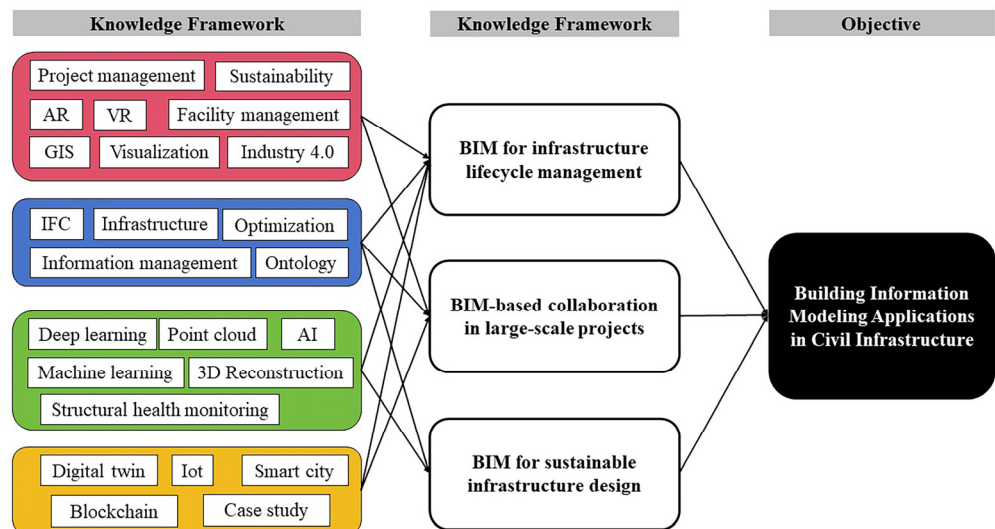 Knowledge Framework
Knowledge Framework
Objective
Project management
Sustainability
AR
VR
Facility management
GIS
Visualization
Industry 4.0
IFC
Infrastructure
Optimization
Information management
Ontology
Deep learning
Point cloud
AI
Machine learning
3D Reconstruction
Structural health monitoring
Digital twin
Iot
Smart city
Blockchain
Case study
BIM for infrastructure
lifecycle management
BIM-based collaboration
in large-scale projects
BIM for sustainable
infrastructure design
Building Information
Modeling Applications
in Civil Infrastructure